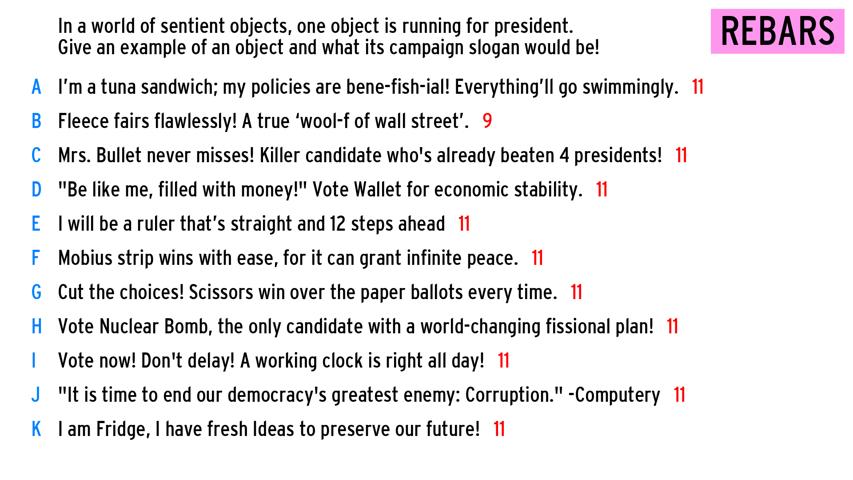 In a world of sentient objects, one object is running for president.
Give an example of an object and what its campaign slogan would be!
REBARS
A I'm a tuna sandwich; my policies are bene-fish-ial! Everything'll go swimmingly. 11
B Fleece fairs flawlessly! A true ‘wool-f of wall street’. 9
C Mrs. Bullet never misses! Killer candidate who's already beaten 4 presidents! 11
D "Be like me, filled with money!" Vote Wallet for economic stability. 11
E I will be a ruler that’s straight and 12 steps ahead 11
F Mobius strip wins with ease, for it can grant infinite peace. 11
G Cut the choices! Scissors win over the paper ballots every time. 11
H Vote Nuclear Bomb, the only candidate with a world-changing fissional plan! 11
I Vote now! Don't delay! A working clock is right all day! 11
J "It is time to end our democracy's greatest enemy: Corruption." -Computery 11
K I am Fridge, I have fresh Ideas to preserve our future! 11